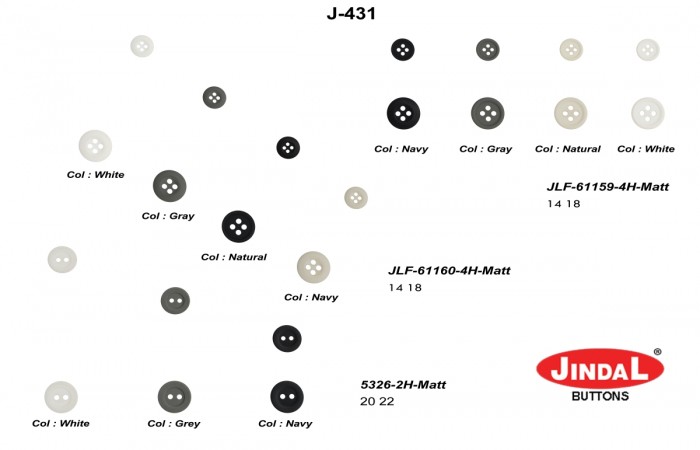 J-431
Col : Navy
Col : Gray
Col : Natural
Col : White
JLF-61159-4H-Matt
14 18
Col : White
Col : Gray
Col : Natural
Col : Navy
JLF-61160-4H-Matt
14 18
5326-2H-Matt
20 22
Col : White
Col : Grey
Col : Navy
JINDAL®
BUTTONS